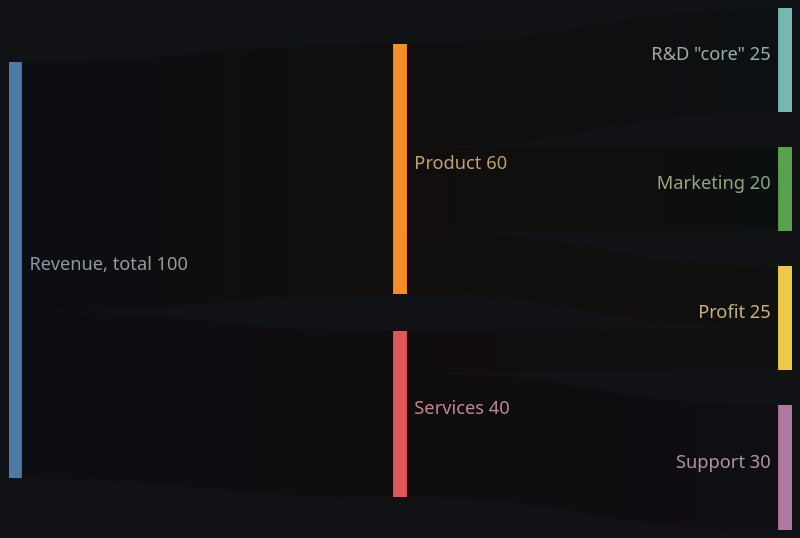 Revenue, total 100
Product 60
Services 40
R&D "core" 25
Marketing 20
Profit 25
Support 30